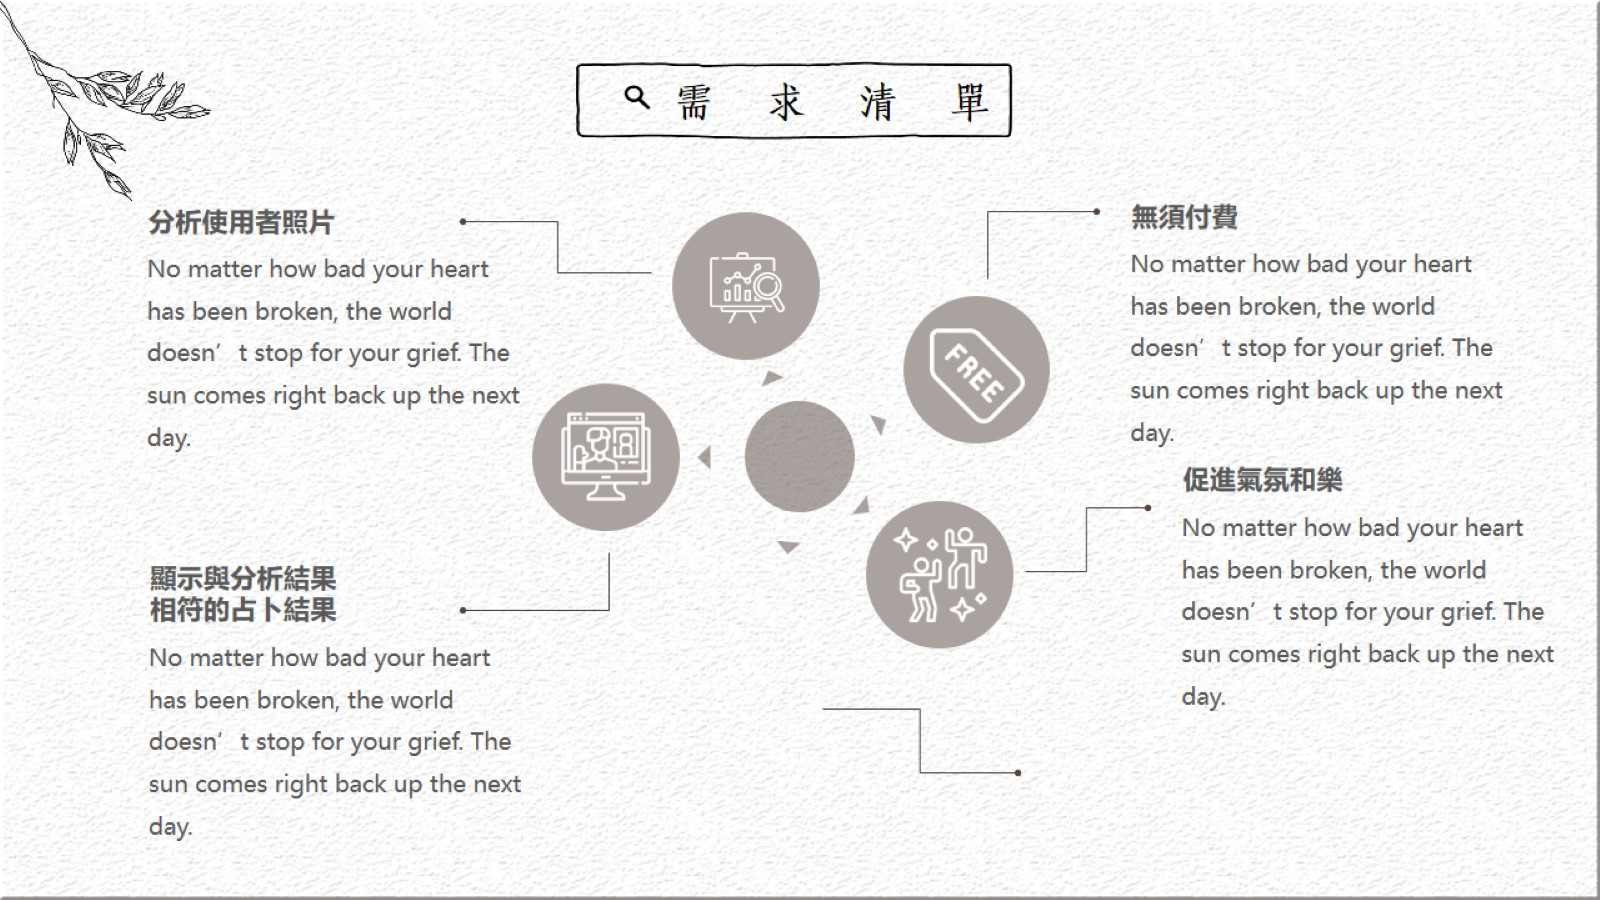 需求清單
分析使用者照片
No matter how bad your heart
has been broken, the world
doesn’t stop for your grief. The
sun comes right back up the next
day.
無須付費
No matter how bad your heart
has been broken, the world
doesn’t stop for your grief. The
sun comes right back up the next
day.
FREE
促進氣氛和樂
No matter how bad your heart
has been broken, the world
doesn’t stop for your grief. The
sun comes right back up the next
day.
顯示與分析結果
相符的占卜結果
No matter how bad your heart
has been broken, the world
doesn’t stop for your grief. The
sun comes right back up the next
day.